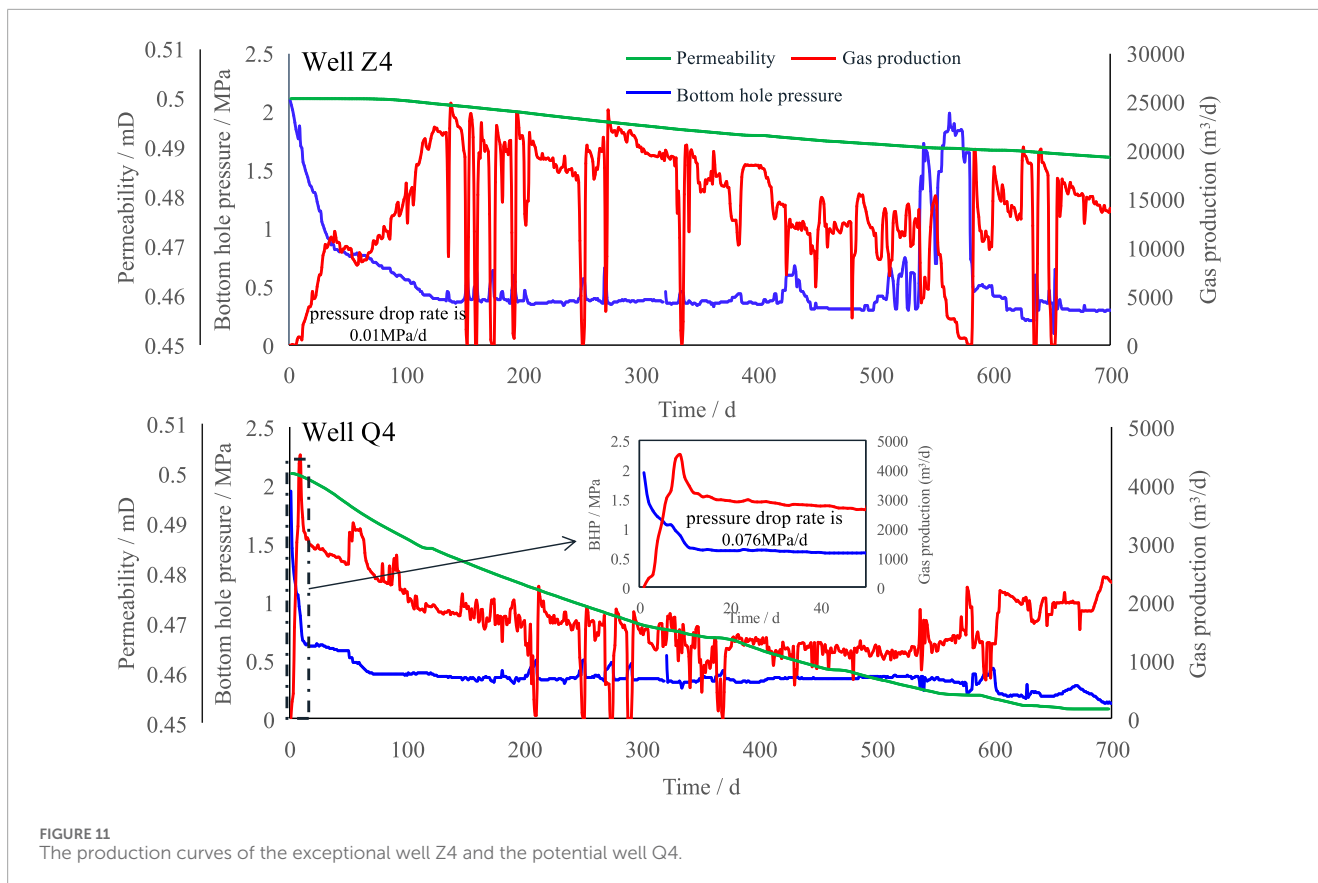 Well Z4
Permeability
Gas production
Bottom hole pressure
Permeability / mD
0.51
0.5
0.49
0.48
0.47
0.46
0.45
Bottom hole pressure / MPa
2.5
2
1.5
1
0.5
0
pressure drop rate is
0.01MPa/d
30000
25000
20000
15000
10000
5000
0
Gas production (m³/d)
0 100 200 300 400 500 600 700
Time / d
Well Q4
Permeability / mD
0.51
0.5
0.49
0.48
0.47
0.46
0.45
Bottom hole pressure / MPa
2.5
2
1.5
1
0.5
0
BHP / MPa
2.5
2
1.5
1
0.5
0
pressure drop rate is
0.076MPa/d
5000
4000
3000
2000
1000
0
Gas production (m³/d)
0 20 40
Time / d
5000
4000
3000
2000
1000
0
Gas production (m³/d)
0 100 200 300 400 500 600 700
Time / d
FIGURE 11
The production curves of the exceptional well Z4 and the potential well Q4.